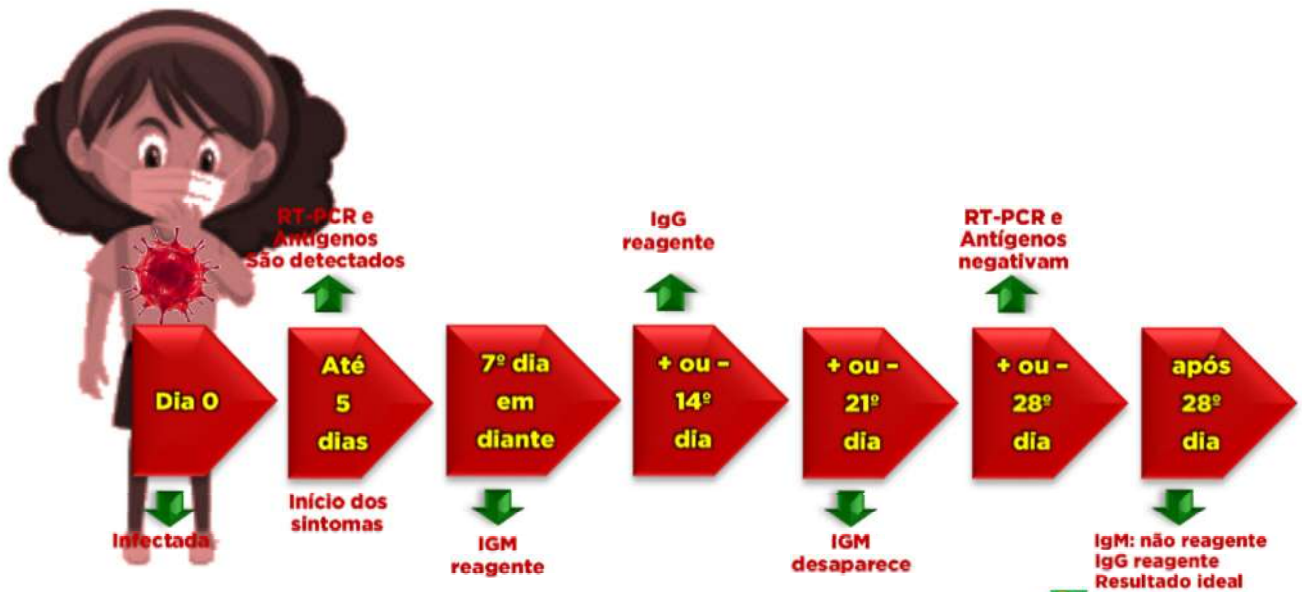 RT-PCR e
Antígenos
São detectados
IgG
reagente
RT-PCR e
Antígenos
negativam
Dia 0
Até
5
dias
7º dia
em
diante
+ ou –
14º
dia
+ ou –
21º
dia
+ ou –
28º
dia
após
28º
dia
Infectada
Início dos
sintomas
IGM
reagente
IGM
desaparece
IgM: não reagente
IgG reagente
Resultado ideal